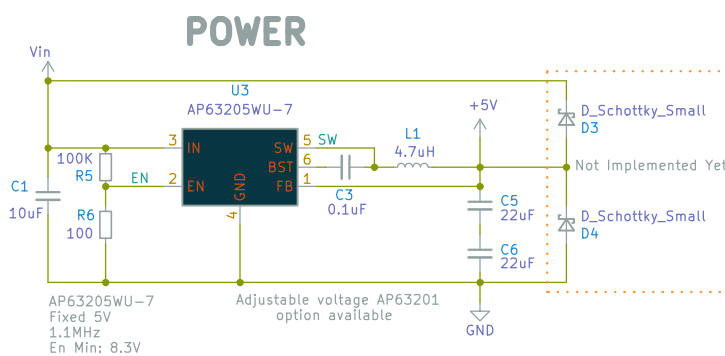 POWER
Vin
U3
AP63205WU-7
3 IN
SW 5 SW
100K
R5
BST 6
EN
2 EN
FB 1
GND
4
L1
4.7uH
+5V
D_Schottky_Small
D3
Not Implemented Yet
C1
10uF
R6
100
C3
0.1uF
C5
22uF
D_Schottky_Small
D4
C6
22uF
AP63205WU-7
Fixed 5V
1.1MHz
En Min: 8.3V
Adjustable voltage AP63201
option available
GND